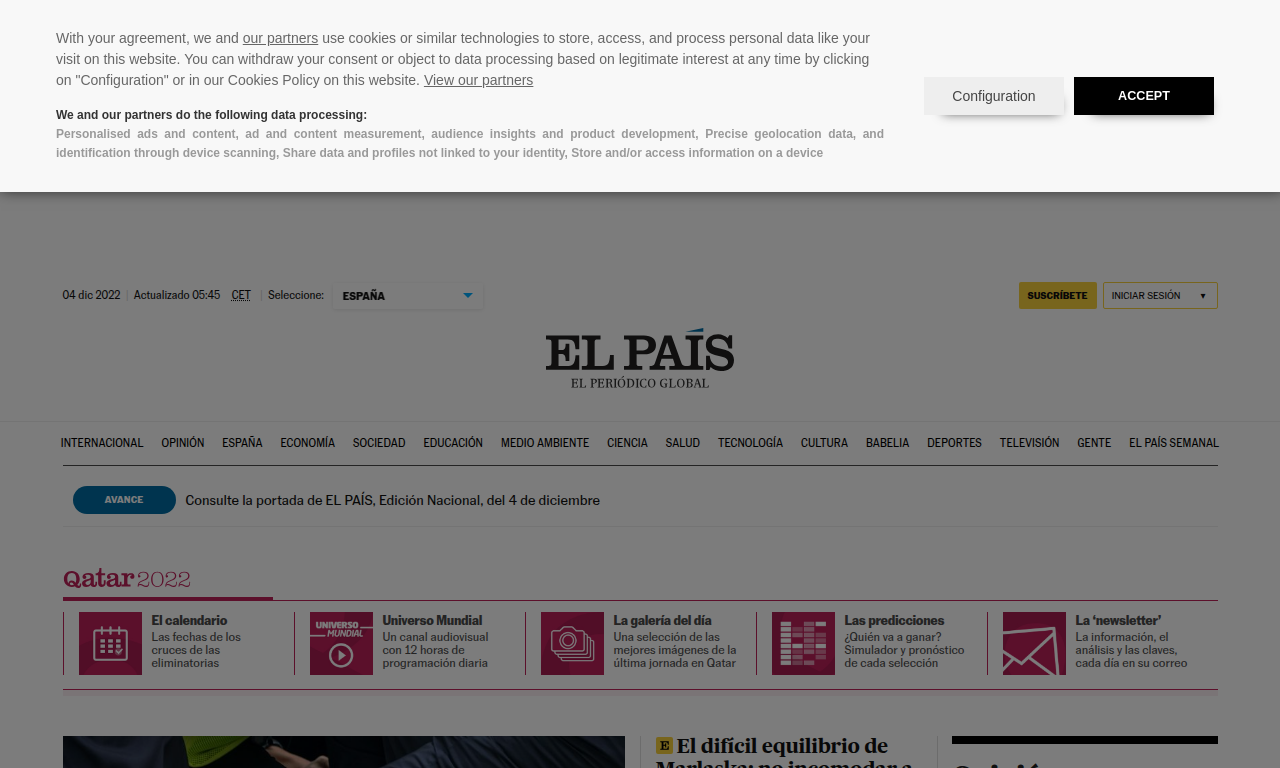 With your agreement, we and our partners use cookies or similar technologies to store, access, and process personal data like your
visit on this website. You can withdraw your consent or object to data processing based on legitimate interest at any time by clicking
on "Configuration" or in our Cookies Policy on this website. View our partners
Configuration
ACCEPT
We and our partners do the following data processing:
Personalised ads and content, ad and content measurement, audience insights and product development, Precise geolocation data, and
identification through device scanning, Share data and profiles not linked to your identity, Store and/or access information on a device
04 dic 2022 | Actualizado 05:45 CET | Seleccione: ESPAÑA
SUSCRÍBETE
INICIAR SESIÓN
EL PAÍS
EL PERIÓDICO GLOBAL
INTERNACIONAL OPINIÓN ESPAÑA ECONOMÍA SOCIEDAD EDUCACIÓN MEDIO AMBIENTE CIENCIA SALUD TECNOLOGÍA CULTURA BABELIA DEPORTES TELEVISIÓN GENTE EL PAÍS SEMANAL
AVANCE
Consulte la portada de EL PAÍS, Edición Nacional, del 4 de diciembre
Qatar 2022
El calendario
Las fechas de los
cruces de las
eliminatorias
UNIVERSO
MUNDIAL
Universo Mundial
Un canal audiovisual
con 12 horas de
programación diaria
La galería del día
Una selección de las
mejores imágenes de la
última jornada en Qatar
Las predicciones
¿Quién va a ganar?
Simulador y pronóstico
de cada selección
La ‘newsletter’
La información, el
análisis y las claves,
cada día en su correo
E El difícil equilibrio de
Marlaska: no incomodar a